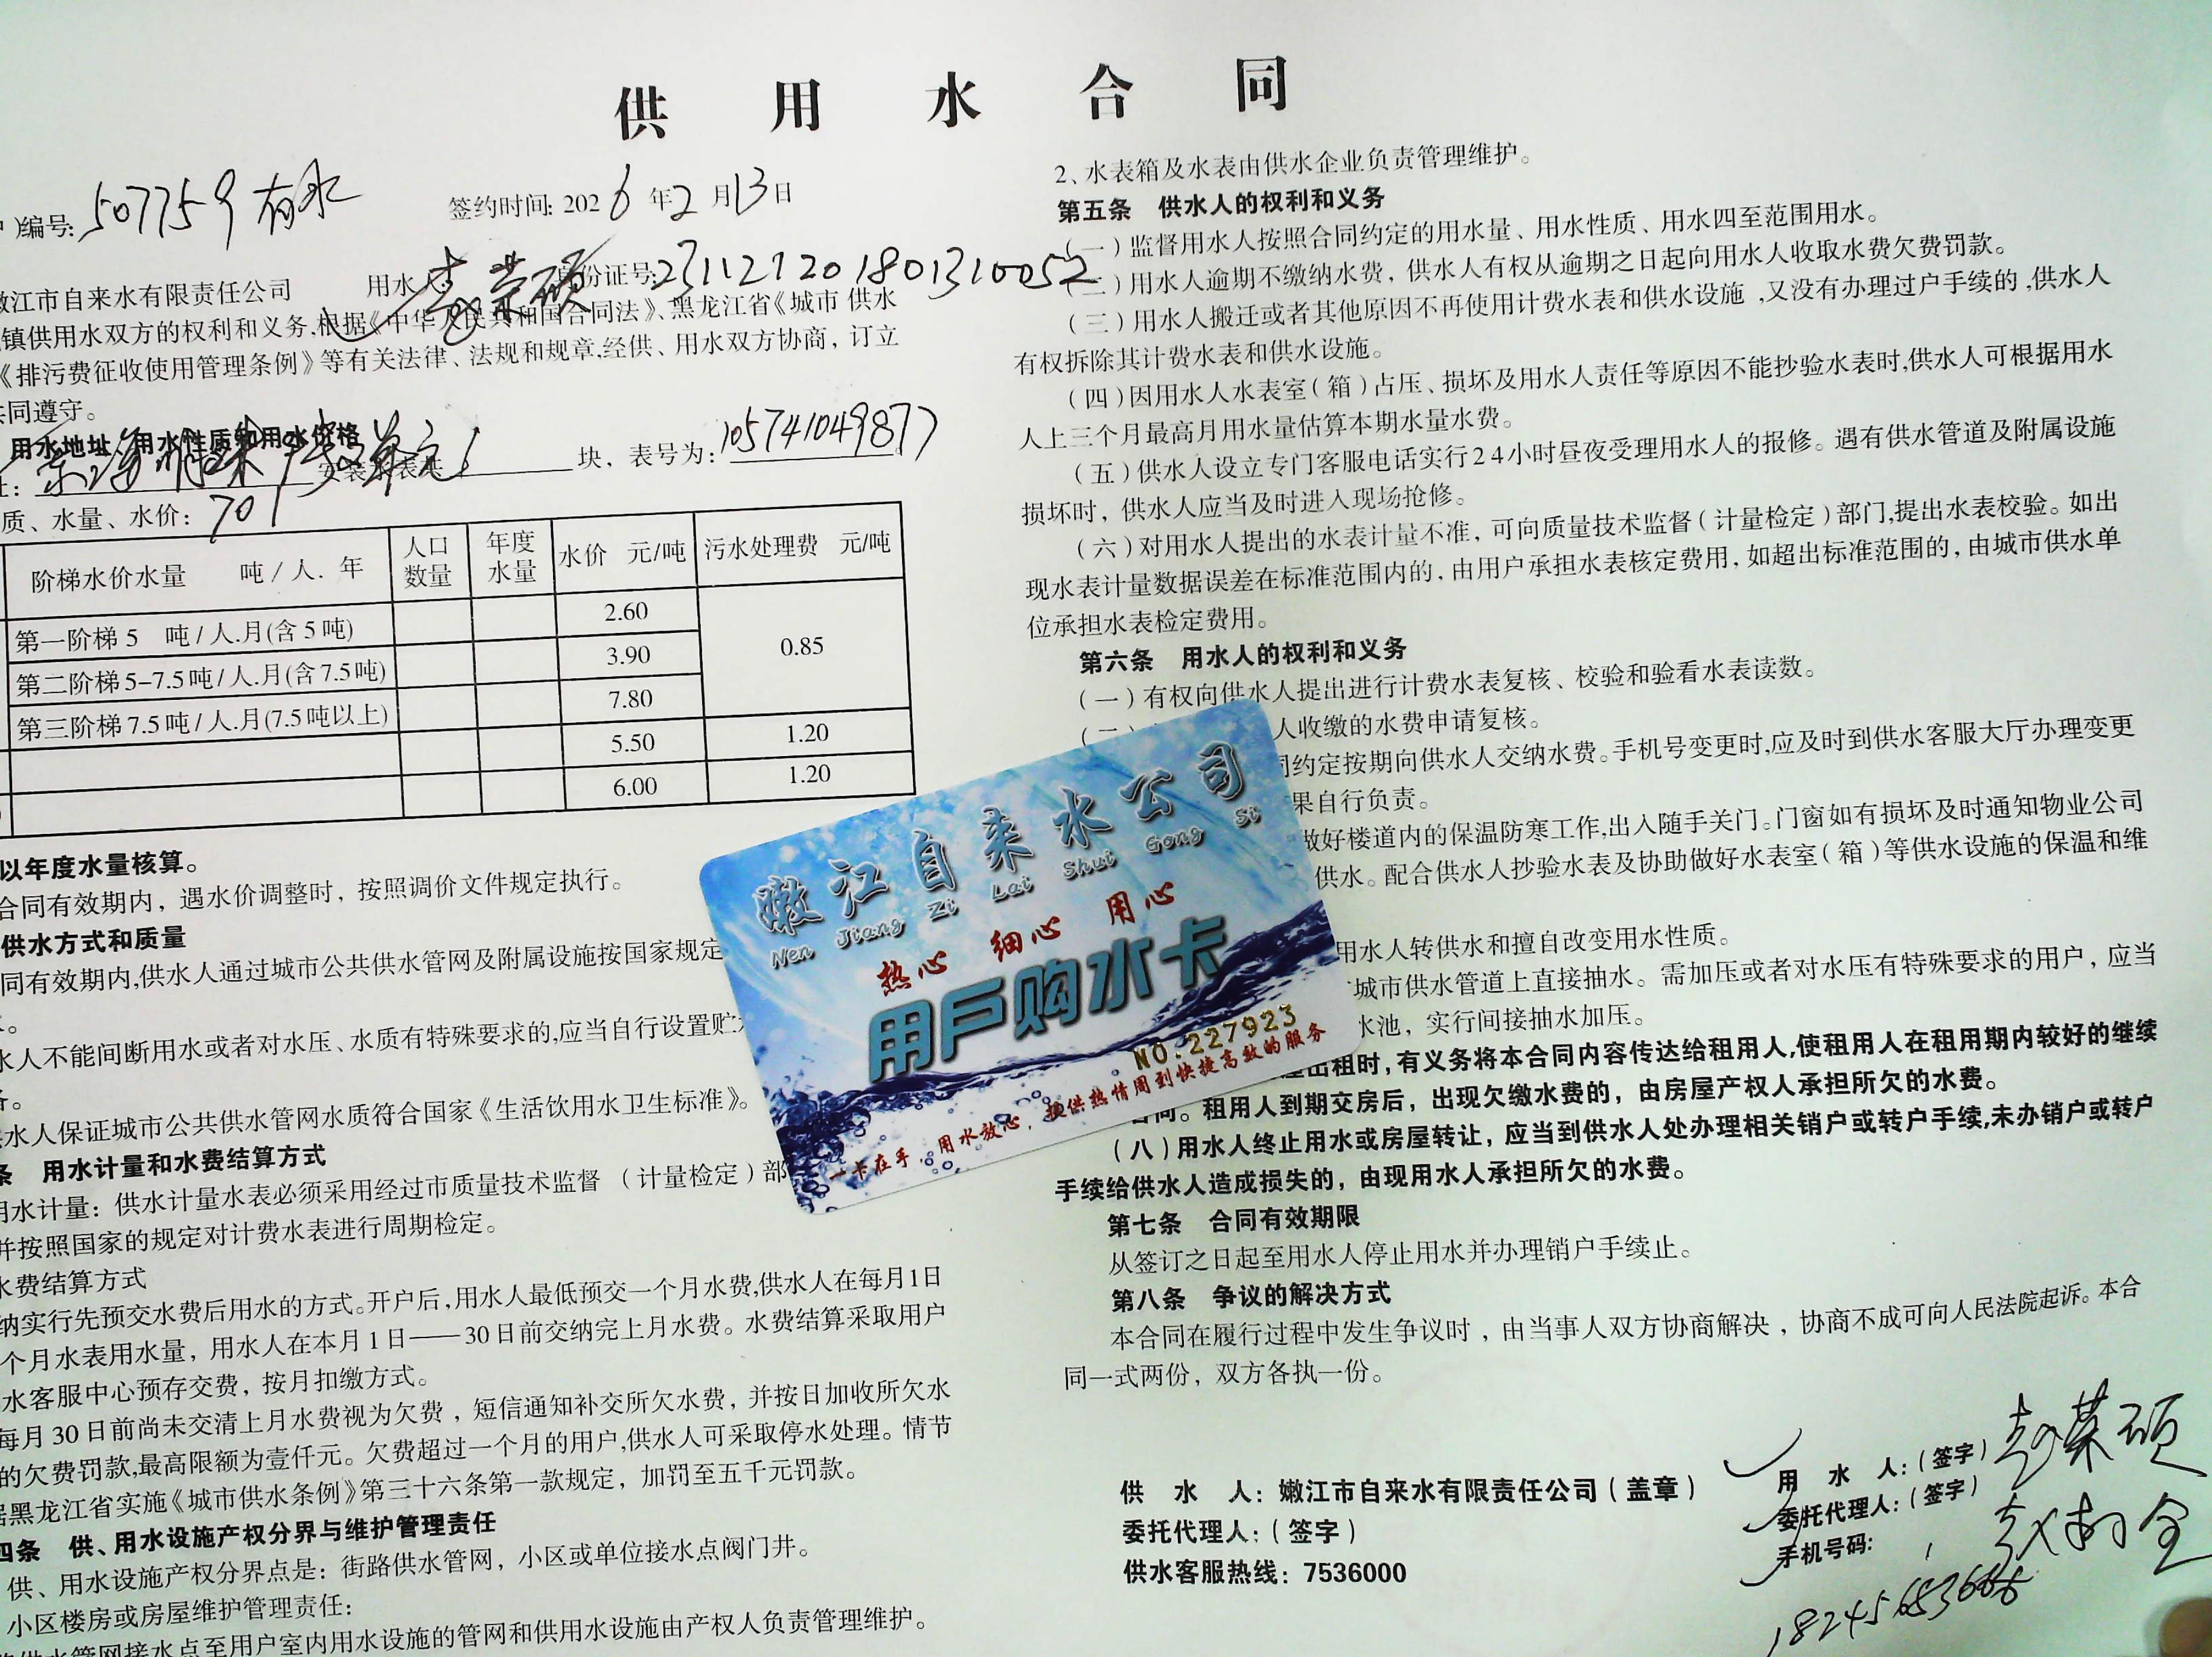 供用水合同
)编号: 507759 有水
签约时间: 2026年2月13日
江市自来水有限责任公司 用水 份证号:
镇供用水双方的权利和义务,根据《中华人民共和国合同法》、黑龙江省《城市 供水
《排污费征收使用管理条例》等有关法律、法规和规章,经供、用水双方协商，订立
同遵守。
用水地址、用水性质和用水价格
块，表号为: 105741049877
质、水量、水价: 701
阶梯水价水量 吨/人. 年 人口数量 年度水量 水价 元/吨 污水处理费 元/吨
第一阶梯 5 吨/人.月(含 5 吨) 2.60 0.85
第二阶梯 5-7.5 吨/人.月(含 7.5 吨) 3.90
第三阶梯 7.5 吨/人.月(7.5 吨以上) 7.80
5.50 1.20
6.00 1.20
以年度水量核算。
合同有效期内，遇水价调整时，按照调价文件规定执行。
供水方式和质量
同有效期内,供水人通过城市公共供水管网及附属设施按国家规定
水人不能间断用水或者对水压、水质有特殊要求的,应当自行设置贮
水人保证城市公共供水管网水质符合国家《生活饮用水卫生标准》。
条 用水计量和水费结算方式
用水计量：供水计量水表必须采用经过市质量技术监督（计量检定）部
并按照国家的规定对计费水表进行周期检定。
水费结算方式
纳实行先预交水费后用水的方式。开户后,用水人最低预交一个月水费,供水人在每月1日
个月水表用水量，用水人在本月 1 日——30 日前交纳完上月水费。水费结算采取用户
水客服中心预存交费，按月扣缴方式。
每月 30 日前尚未交清上月水费视为欠费，短信通知补交所欠水费，并按日加收所欠水
的欠费罚款,最高限额为壹仟元。欠费超过一个月的用户,供水人可采取停水处理。情节
黑龙江省实施《城市供水条例》第三十六条第一款规定，加罚至五千元罚款。
四条 供、用水设施产权分界与维护管理责任
供、用水设施产权分界点是：街路供水管网，小区或单位接水点阀门井。
小区楼房或房屋维护管理责任：
供水管网接水点至用户室内用水设施的管网和供用水设施由产权人负责管理维护。
2、水表箱及水表由供水企业负责管理维护。
第五条 供水人的权利和义务
(一)监督用水人按照合同约定的用水量、用水性质、用水四至范围用水。
(二)用水人逾期不缴纳水费，供水人有权从逾期之日起向用水人收取水费欠费罚款。
(三)用水人搬迁或者其他原因不再使用计费水表和供水设施,又没有办理过户手续的,供水人
有权拆除其计费水表和供水设施。
(四)因用水人水表室(箱)占压、损坏及用水人责任等原因不能抄验水表时,供水人可根据用水
人上三个月最高月用水量估算本期水量水费。
(五)供水人设立专门客服电话实行24小时昼夜受理用水人的报修。遇有供水管道及附属设施
损坏时，供水人应当及时进入现场抢修。
(六)对用水人提出的水表计量不准，可向质量技术监督(计量检定)部门,提出水表校验。如出
现水表计量数据误差在标准范围内的，由用户承担水表核定费用，如超出标准范围的，由城市供水单
位承担水表检定费用。
第六条 用水人的权利和义务
(一)有权向供水人提出进行计费水表复核、校验和验看水表读数。
人收缴的水费申请复核。
约定按期向供水人交纳水费。手机号变更时,应及时到供水客服大厅办理变更
果自行负责。
做好楼道内的保温防寒工作,出入随手关门。门窗如有损坏及时通知物业公司
供水。配合供水人抄验水表及协助做好水表室(箱)等供水设施的保温和维
用水人转供水和擅自改变用水性质。
城市供水管道上直接抽水。需加压或者对水压有特殊要求的用户，应当
水池，实行间接抽水加压。
出租时,有义务将本合同内容传达给租用人,使租用人在租用期内较好的继续
合同。租用人到期交房后，出现欠缴水费的，由房屋产权人承担所欠的水费。
(八)用水人终止用水或房屋转让，应当到供水人处办理相关销户或转户手续,未办销户或转户
手续给供水人造成损失的，由现用水人承担所欠的水费。
第七条 合同有效期限
从签订之日起至用水人停止用水并办理销户手续止。
第八条 争议的解决方式
本合同在履行过程中发生争议时，由当事人双方协商解决，协商不成可向人民法院起诉。本合
同一式两份，双方各执一份。
供 水 人：嫩江市自来水有限责任公司（盖章）
委托代理人：（签字）
供水客服热线：7536000
用 水 人：（签字）
委托代理人：（签字）
手机号码：
嫩江自来水公司
Nen Jiang Zi Lai Shui Gong Si
热心 细心 用心
用户购水卡
NO.227923
一卡在手，用水放心，提供热情周到快捷高效的服务